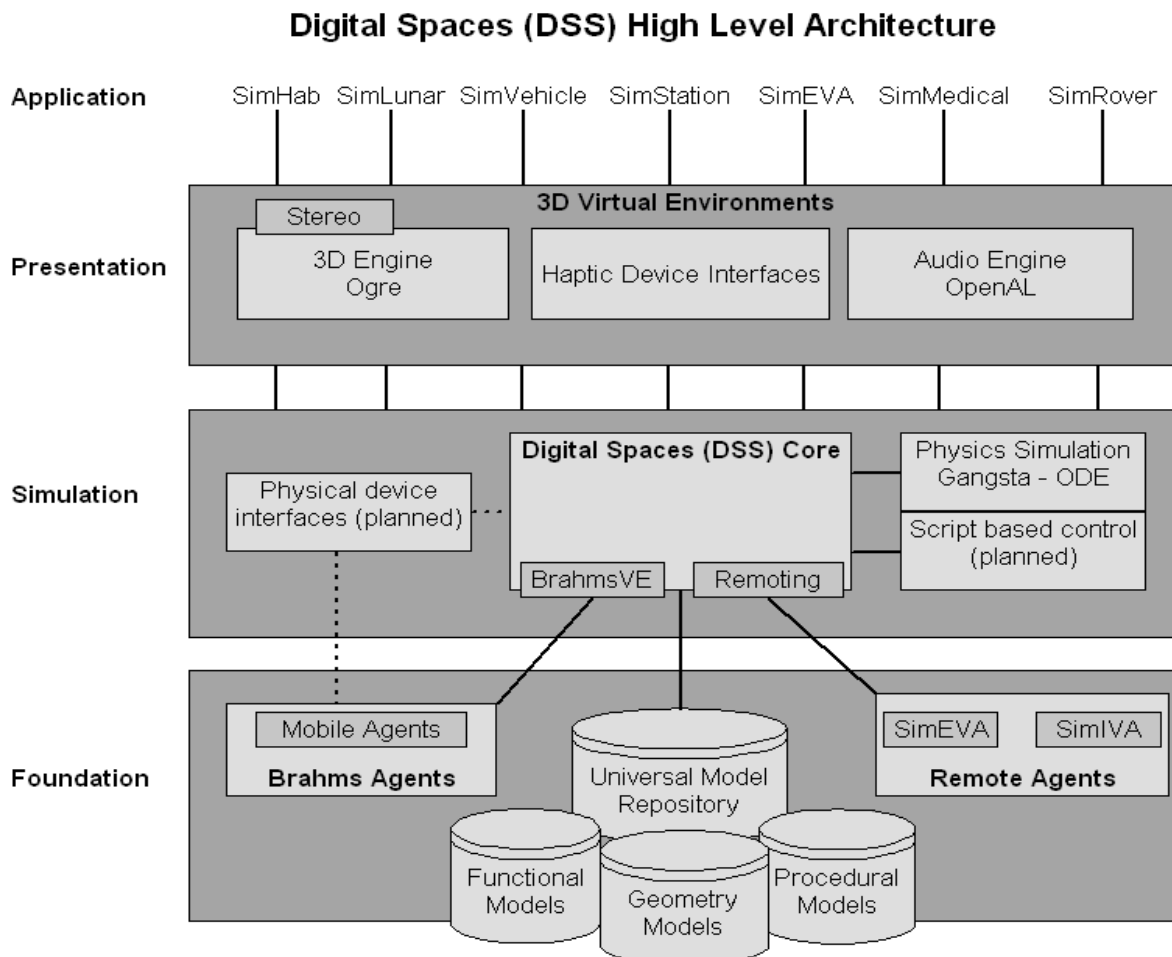 Digital Spaces (DSS) High Level Architecture
Application
SimHab SimLunar SimVehicle SimStation SimEVA SimMedical SimRover
Presentation
3D Virtual Environments
Stereo
3D Engine
Ogre
Haptic Device Interfaces
Audio Engine
OpenAL
Simulation
Physical device
interfaces (planned)
Digital Spaces (DSS) Core
BrahmsVE
Remoting
Physics Simulation
Gangsta - ODE
Script based control
(planned)
Foundation
Mobile Agents
Brahms Agents
Universal Model
Repository
Functional
Models
Geometry
Models
Procedural
Models
SimEVA
SimIVA
Remote Agents